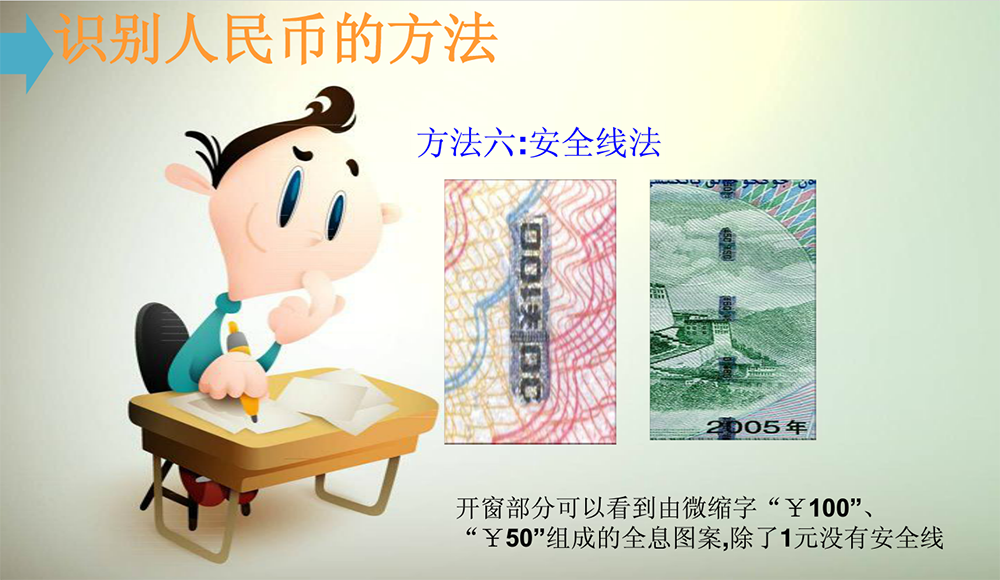 识别人民币的方法
方法六:安全线法
2005年
开窗部分可以看到由微缩字“￥100”、
“￥50”组成的全息图案,除了1元没有安全线